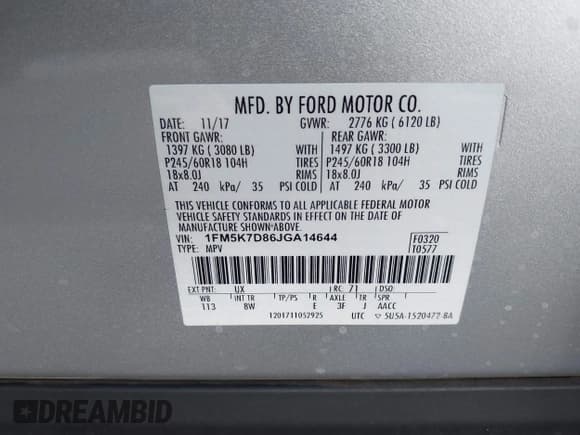 MFD. BY FORD MOTOR CO.
DATE: 11/17 GVWR: 2776 KG ( 6120 LB)
FRONT GAWR: REAR GAWR:
1397 KG ( 3080 LB) WITH 1497 KG ( 3300 LB) WITH
P245/60R18 104H TIRES P245/60R18 104H TIRES
18x8.0J RIMS 18x8.0J RIMS
AT 240 kPa/ 35 PSI COLD AT 240 kPa/ 35 PSI COLD
THIS VEHICLE CONFORMS TO ALL APPLICABLE FEDERAL MOTOR
VEHICLE SAFETY STANDARDS IN EFFECT ON THE DATE OF
MANUFACTURE SHOWN ABOVE.
VIN: 1FM5K7D86JGA14644 F0320
TYPE: MPV T0577
EXT PNT: UX RC: 71 DSO:
WB INT TR TP/PS R AXLE TR SPR
113 8W E 3F J AACC
1201711052925 UTC 5U5A-1520472-BA
DREAMBID